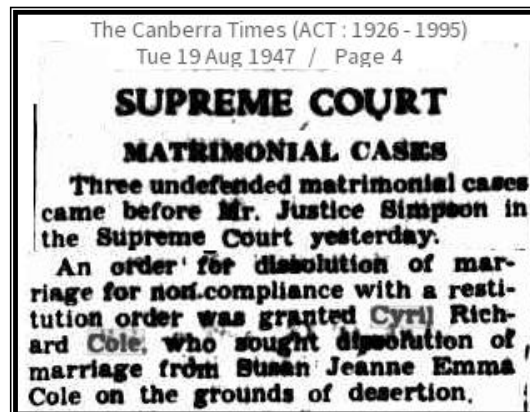 The Canberra Times (ACT : 1926 - 1995)
Tue 19 Aug 1947 / Page 4
SUPREME COURT
MATRIMONIAL CASES
Three undefended matrimonial cases
came before Mr. Justice Simpson in
the Supreme Court yesterday.
An order for dissolution of mar-
riage for non-compliance with a resti-
tution order was granted Cyril Rich-
ard Cole, who sought dissolution of
marriage from Susan Jeanne Emma
Cole on the grounds of desertion.